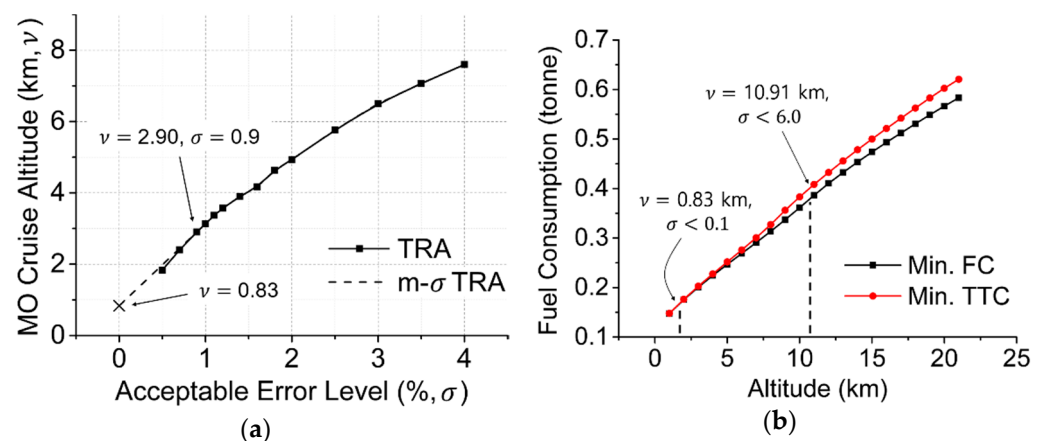 MO Cruise Altitude (km, ν)
8
6
4
2
0
ν = 2.90, σ = 0.9
TRA
m-σ TRA
ν = 0.83
0
1
2
3
4
Acceptable Error Level (%, σ)
(a)
Fuel Consumption (tonne)
0.7
0.6
0.5
0.4
0.3
0.2
0.1
ν = 10.91 km,
σ < 6.0
ν = 0.83 km,
σ < 0.1
Min. FC
Min. TTC
0
5
10
15
20
25
Altitude (km)
(b)